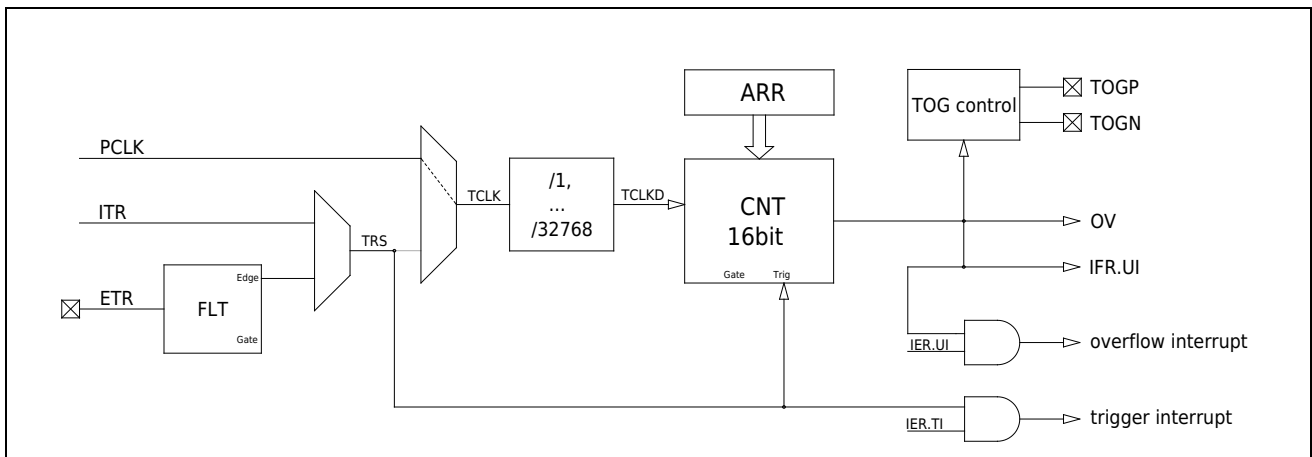 ARR
TOG control
TOGP
TOGN
PCLK
/1,
...
/32768
TCLK
TCLKD
CNT
16bit
Gate
Trig
OV
ITR
TRS
IFR.UI
ETR
FLT
Edge
Gate
IER.UI
overflow interrupt
IER.TI
trigger interrupt